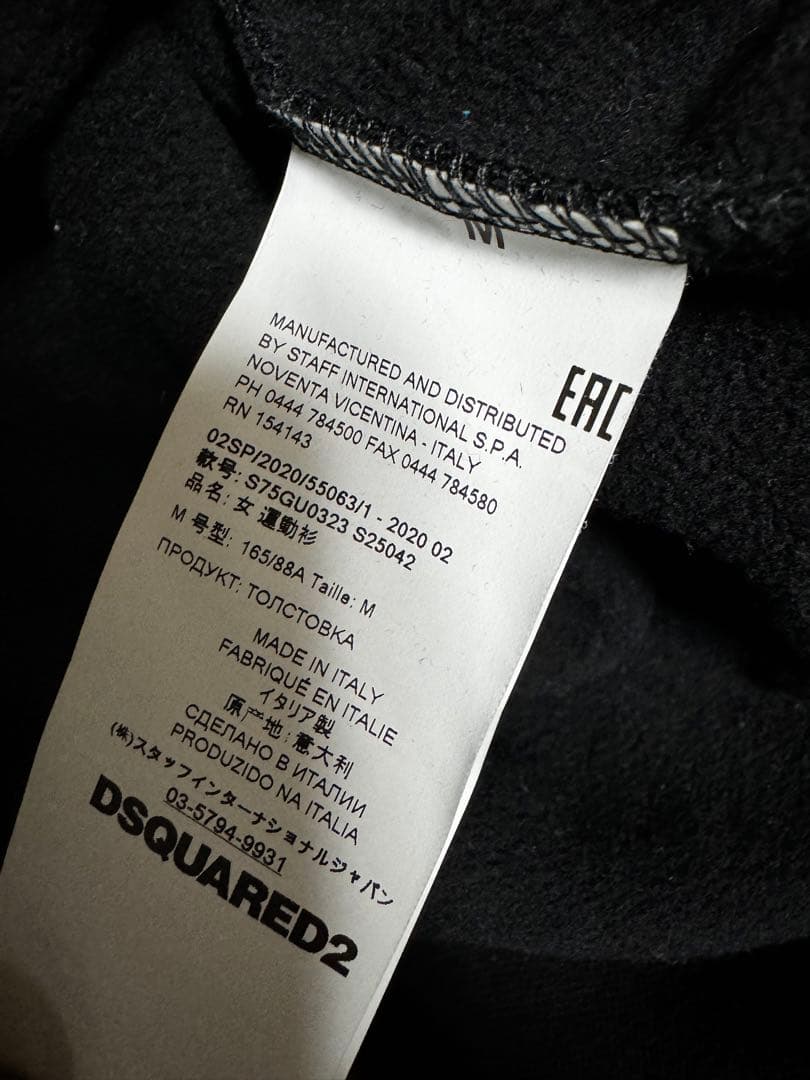 M
EAC
MANUFACTURED AND DISTRIBUTED
BY STAFF INTERNATIONAL S.P.A.
NOVENTA VICENTINA - ITALY
PH 0444 784500 FAX 0444 784580
RN 154143
02SP/2020/55063/1 - 2020 02
款号: S75GU0323 S25042
品名: 女 運動衫
M 号型: 165/88A Taille: M
ПРОДУКТ: ТОЛСТОВКА
MADE IN ITALY
FABRIQUÉ EN ITALIE
イタリア製
原产地: 意大利
СДЕЛАНО В ИТАЛИИ
PRODUZIDO NA ITALIA
(株)スタッフインターナショナルジャパン
03-5794-9931
DSQUARED2